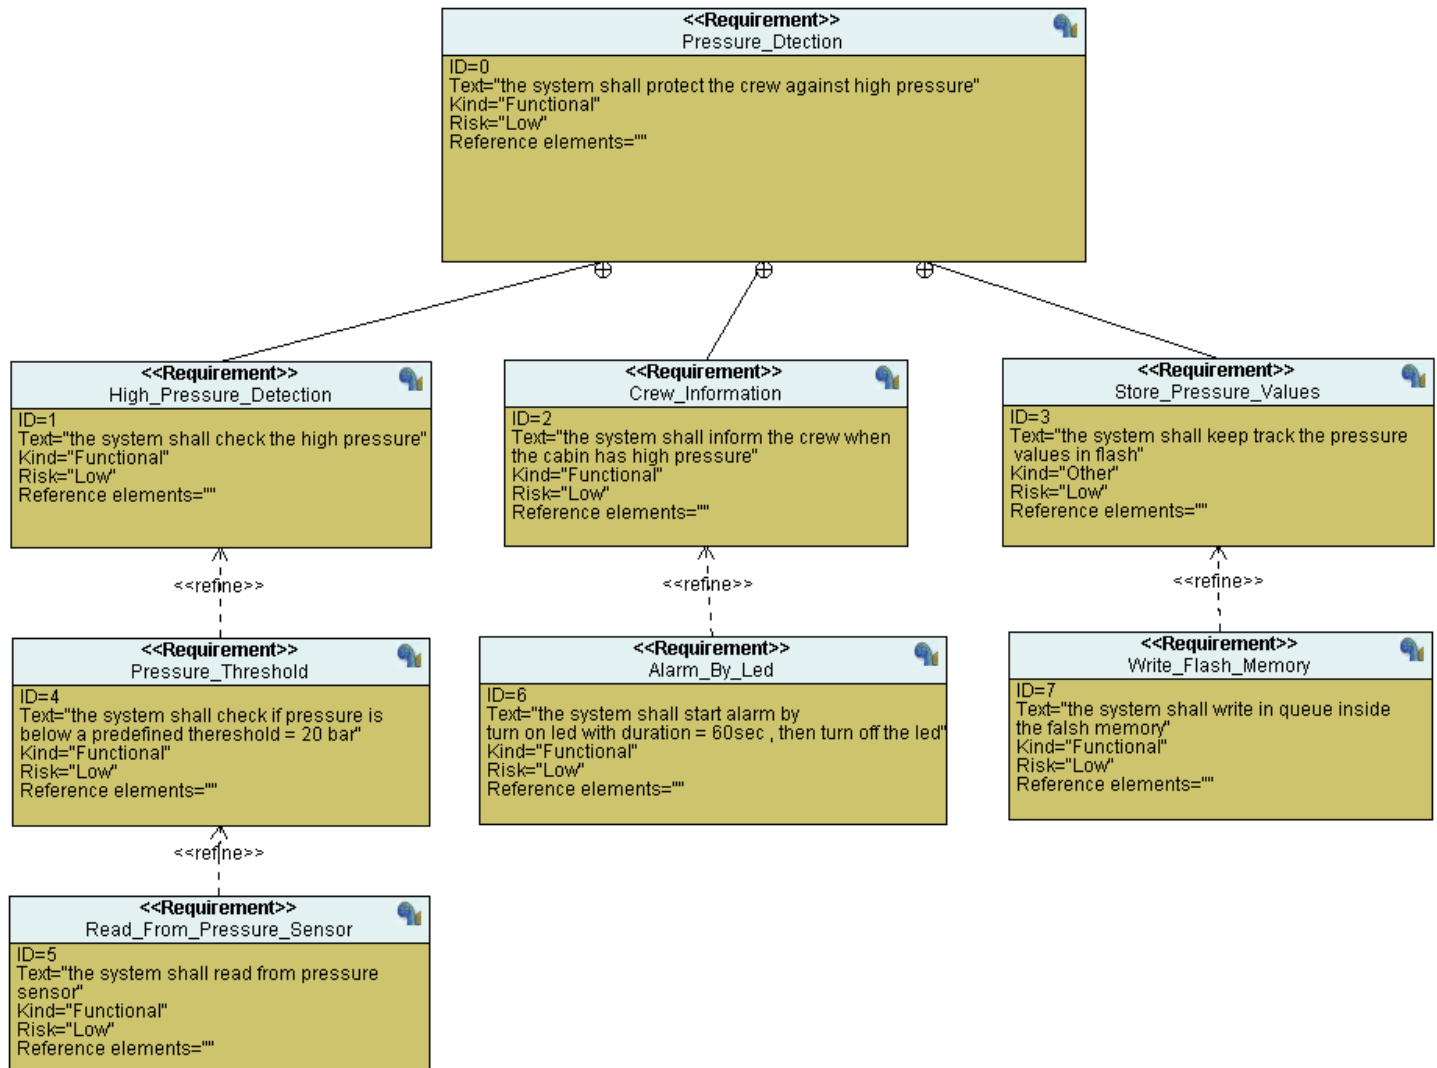 <<Requirement>>
Pressure_Dtection
ID=0
Text="the system shall protect the crew against high pressure"
Kind="Functional"
Risk="Low"
Reference elements=""
<<Requirement>>
High_Pressure_Detection
ID=1
Text="the system shall check the high pressure"
Kind="Functional"
Risk="Low"
Reference elements=""
<<Requirement>>
Crew_Information
ID=2
Text="the system shall inform the crew when
the cabin has high pressure"
Kind="Functional"
Risk="Low"
Reference elements=""
<<Requirement>>
Store_Pressure_Values
ID=3
Text="the system shall keep track the pressure
values in flash"
Kind="Other"
Risk="Low"
Reference elements=""
<<refine>>
<<refine>>
<<refine>>
<<Requirement>>
Pressure_Threshold
ID=4
Text="the system shall check if pressure is
below a predefined thereshold = 20 bar"
Kind="Functional"
Risk="Low"
Reference elements=""
<<Requirement>>
Alarm_By_Led
ID=6
Text="the system shall start alarm by
turn on led with duration = 60sec , then turn off the led"
Kind="Functional"
Risk="Low"
Reference elements=""
<<Requirement>>
Write_Flash_Memory
ID=7
Text="the system shall write in queue inside
the falsh memory"
Kind="Functional"
Risk="Low"
Reference elements=""
<<refine>>
<<Requirement>>
Read_From_Pressure_Sensor
ID=5
Text="the system shall read from pressure
sensor"
Kind="Functional"
Risk="Low"
Reference elements=""